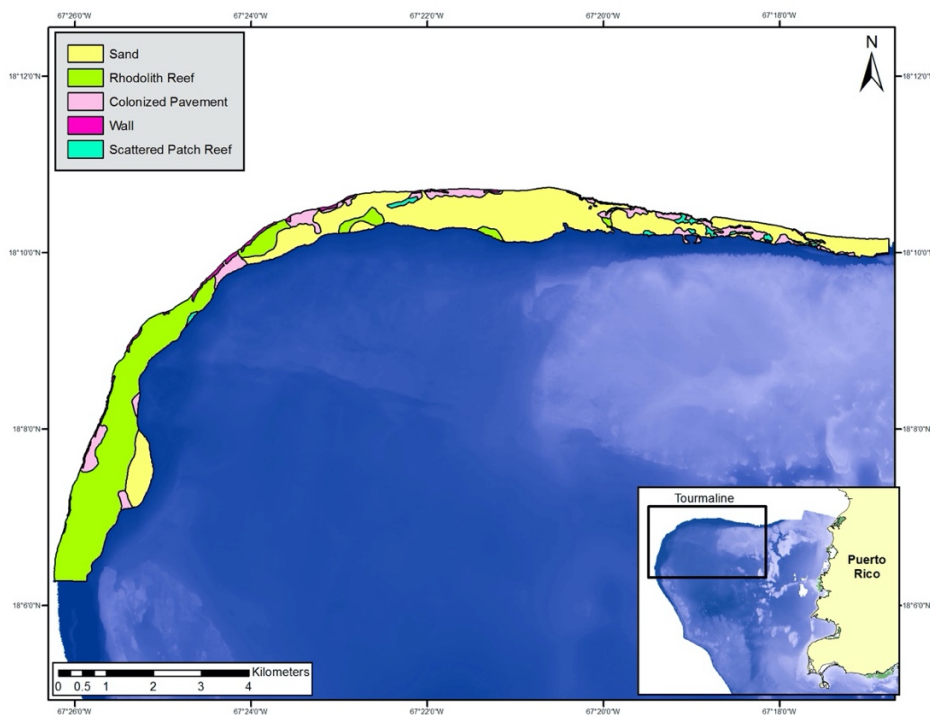 67°26'0"W 67°24'0"W 67°22'0"W 67°20'0"W 67°18'0"W
N
Sand
Rhodolith Reef
Colonized Pavement
Wall
Scattered Patch Reef
18°12'0"N 18°12'0"N
18°10'0"N 18°10'0"N
18°8'0"N 18°8'0"N
Tourmaline
Puerto
Rico
18°6'0"N 18°6'0"N
Kilometers
0 0.5 1 2 3 4
67°26'0"W 67°24'0"W 67°22'0"W 67°20'0"W 67°18'0"W